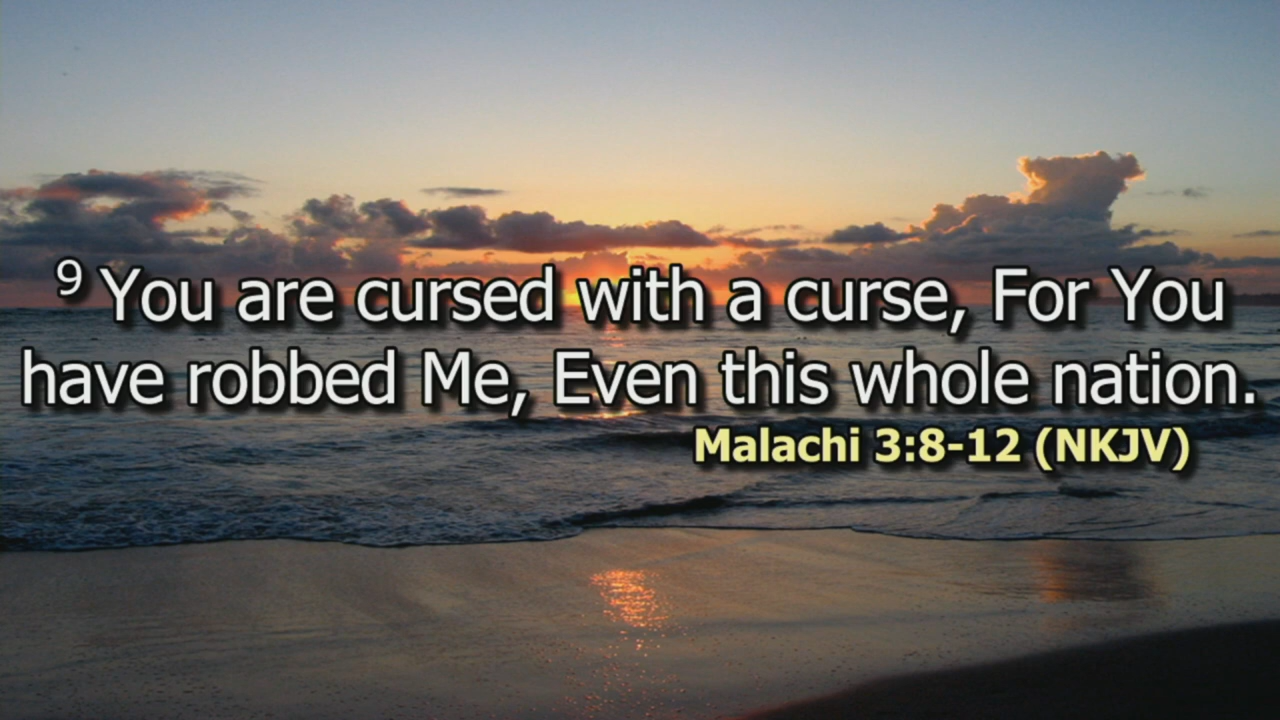 9 You are cursed with a curse, For You
have robbed Me, Even this whole nation.
Malachi 3:8-12 (NKJV)